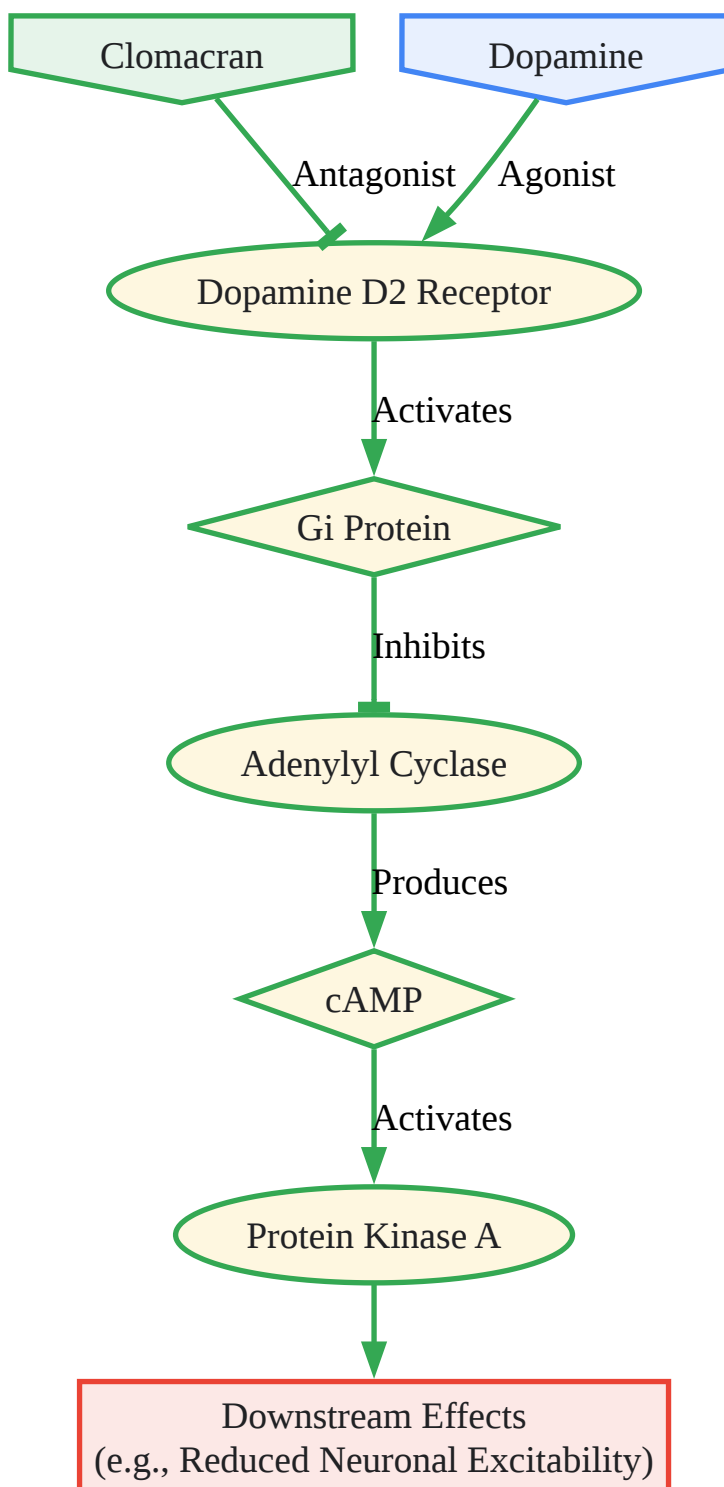 Clomacran
Dopamine
Antagonist
Agonist
Dopamine D2 Receptor
Activates
Gi Protein
Inhibits
Adenylyl Cyclase
Produces
cAMP
Activates
Protein Kinase A
Downstream Effects
(e.g., Reduced Neuronal Excitability)